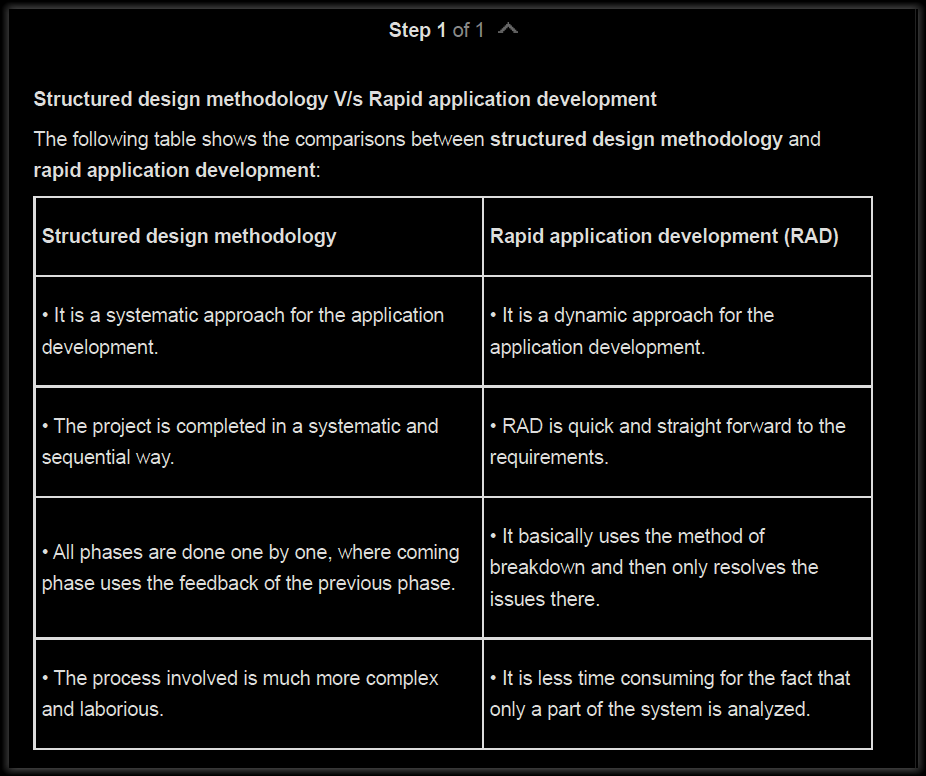 Step 1 of 1
Structured design methodology V/s Rapid application development
The following table shows the comparisons between structured design methodology and
rapid application development:
Structured design methodology
Rapid application development (RAD)
• It is a systematic approach for the application
development.
• It is a dynamic approach for the
application development.
• The project is completed in a systematic and
sequential way.
• RAD is quick and straight forward to the
requirements.
• All phases are done one by one, where coming
phase uses the feedback of the previous phase.
• It basically uses the method of
breakdown and then only resolves the
issues there.
• The process involved is much more complex
and laborious.
• It is less time consuming for the fact that
only a part of the system is analyzed.